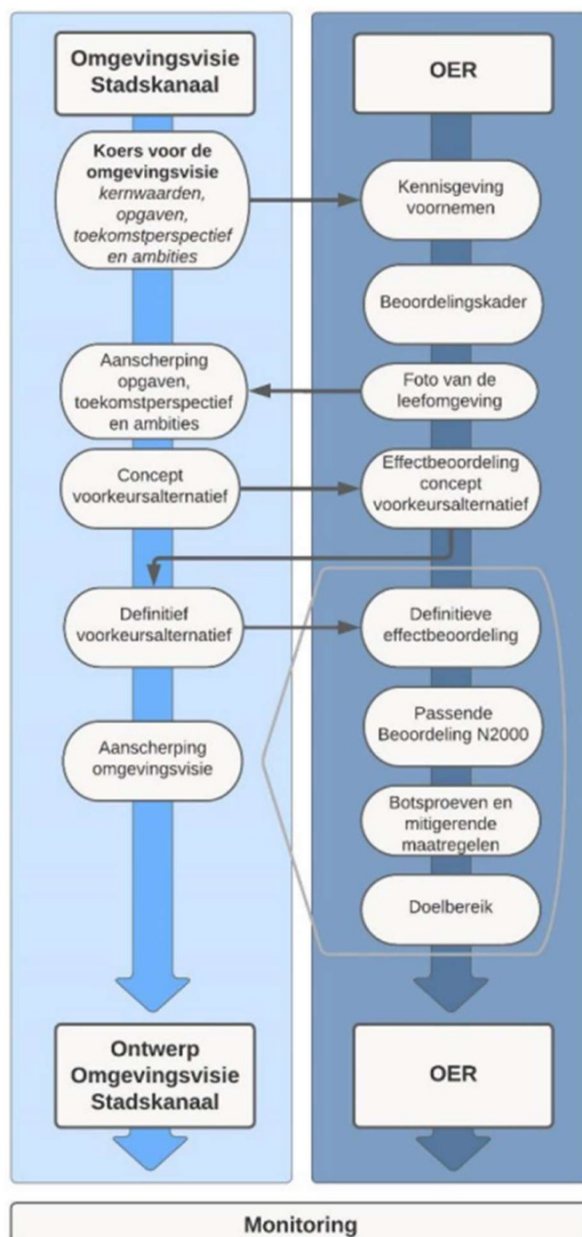 Omgevingsvisie
Stadskanaal
OER
Koers voor de
omgevingsvisie
kernwaarden,
opgaven,
toekomstperspectief
en ambities
Kennisgeving
voornemen
Beoordelingskader
Aanscherping
opgaven,
toekomstperspectief
en ambities
Foto van de
leefomgeving
Concept
voorkeursalternatief
Effectbeoordeling
concept
voorkeursalternatief
Definitief
voorkeursalternatief
Definitieve
effectbeoordeling
Aanscherping
omgevingsvisie
Passende
Beoordeling N2000
Botsproeven en
mitigerende
maatregelen
Doelbereik
Ontwerp
Omgevingsvisie
Stadskanaal
OER
Monitoring